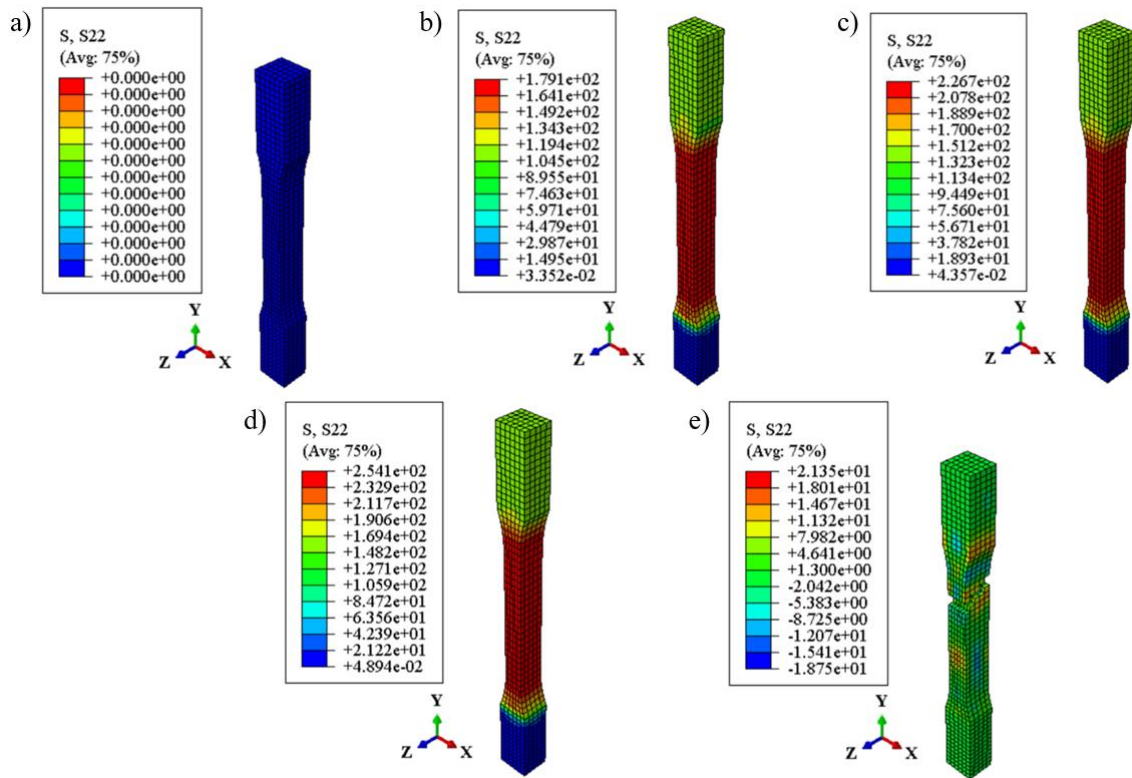 a)
S, S22
(Avg: 75%)
+0.000e+00
+0.000e+00
+0.000e+00
+0.000e+00
+0.000e+00
+0.000e+00
+0.000e+00
+0.000e+00
+0.000e+00
+0.000e+00
+0.000e+00
+0.000e+00
+0.000e+00
Y
Z
X
b)
S, S22
(Avg: 75%)
+1.791e+02
+1.641e+02
+1.492e+02
+1.343e+02
+1.194e+02
+1.045e+02
+8.955e+01
+7.463e+01
+5.971e+01
+4.479e+01
+2.987e+01
+1.495e+01
+3.352e-02
Y
Z
X
c)
S, S22
(Avg: 75%)
+2.267e+02
+2.078e+02
+1.889e+02
+1.700e+02
+1.512e+02
+1.323e+02
+1.134e+02
+9.449e+01
+7.560e+01
+5.671e+01
+3.782e+01
+1.893e+01
+4.357e-02
Y
Z
X
d)
S, S22
(Avg: 75%)
+2.541e+02
+2.329e+02
+2.117e+02
+1.906e+02
+1.694e+02
+1.482e+02
+1.271e+02
+1.059e+02
+8.472e+01
+6.356e+01
+4.239e+01
+2.122e+01
+4.894e-02
Y
Z
X
e)
S, S22
(Avg: 75%)
+2.135e+01
+1.801e+01
+1.467e+01
+1.132e+01
+7.982e+00
+4.641e+00
+1.300e+00
-2.042e+00
-5.383e+00
-8.725e+00
-1.207e+01
-1.541e+01
-1.875e+01
Y
Z
X